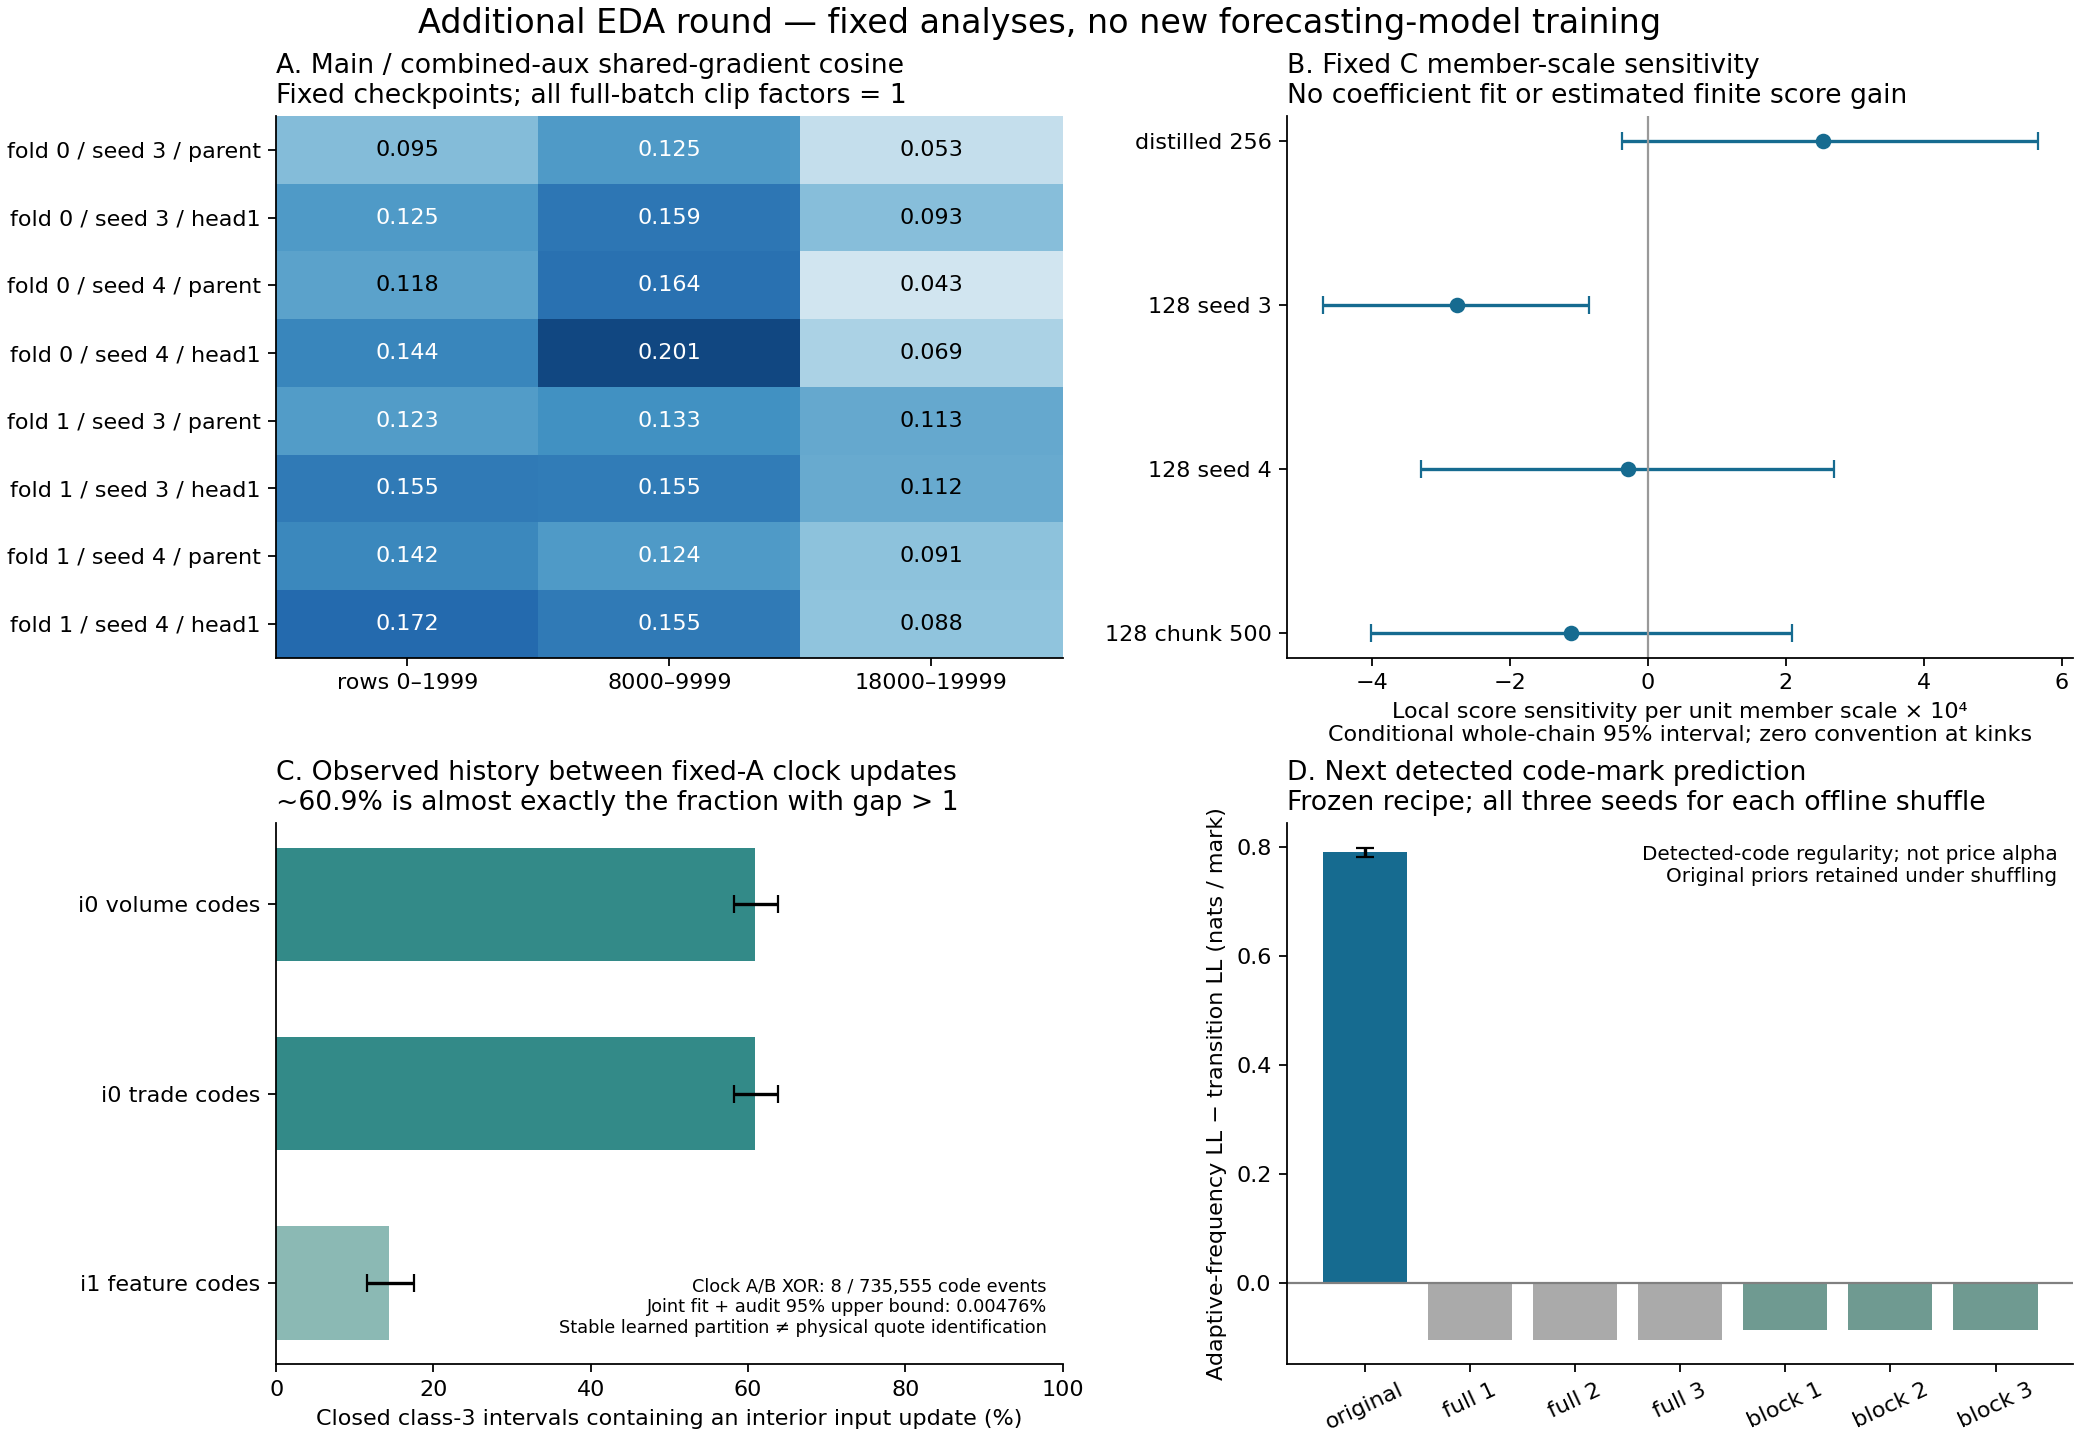 Additional EDA round — fixed analyses, no new forecasting-model training
A. Main / combined-aux shared-gradient cosine
Fixed checkpoints; all full-batch clip factors = 1
fold 0 / seed 3 / parent 0.095 0.125 0.053
fold 0 / seed 3 / head1 0.125 0.159 0.093
fold 0 / seed 4 / parent 0.118 0.164 0.043
fold 0 / seed 4 / head1 0.144 0.201 0.069
fold 1 / seed 3 / parent 0.123 0.133 0.113
fold 1 / seed 3 / head1 0.155 0.155 0.112
fold 1 / seed 4 / parent 0.142 0.124 0.091
fold 1 / seed 4 / head1 0.172 0.155 0.088
rows 0–1999 8000–9999 18000–19999
B. Fixed C member-scale sensitivity
No coefficient fit or estimated finite score gain
distilled 256
128 seed 3
128 seed 4
128 chunk 500
−4 −2 0 2 4 6
Local score sensitivity per unit member scale × 10⁴
Conditional whole-chain 95% interval; zero convention at kinks
C. Observed history between fixed-A clock updates
~60.9% is almost exactly the fraction with gap > 1
i0 volume codes
i0 trade codes
i1 feature codes
Clock A/B XOR: 8 / 735,555 code events
Joint fit + audit 95% upper bound: 0.00476%
Stable learned partition ≠ physical quote identification
0 20 40 60 80 100
Closed class-3 intervals containing an interior input update (%)
D. Next detected code-mark prediction
Frozen recipe; all three seeds for each offline shuffle
Adaptive-frequency LL − transition LL (nats / mark)
0.8
0.6
0.4
0.2
0.0
Detected-code regularity; not price alpha
Original priors retained under shuffling
original full 1 full 2 full 3 block 1 block 2 block 3